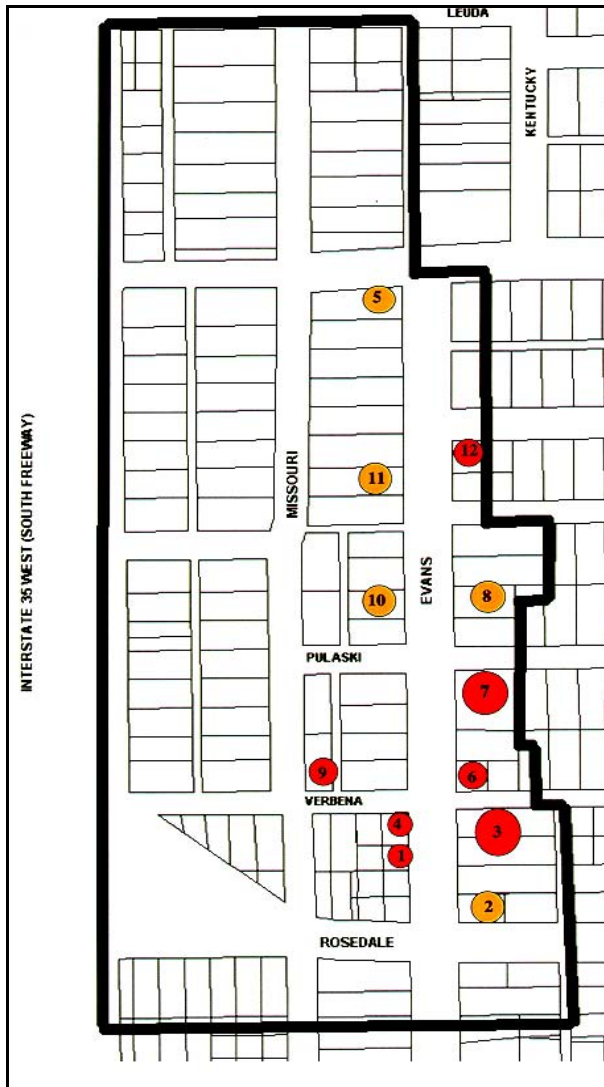 LEUDA
KENTUCKY
5
12
11
MISSOURI
EVANS
8
10
PULASKI
INTERSTATE 35 WEST (SOUTH FREEWAY)
7
9
6
VERBENA
4
3
1
2
ROSEDALE